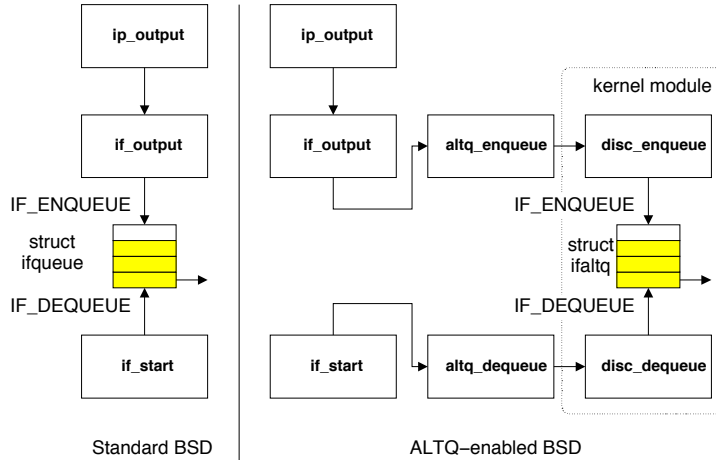 ip_output
if_output
IF_ENQUEUE
struct
ifqueue
IF_DEQUEUE
if_start
Standard BSD
ip_output
kernel module
if_output
altq_enqueue
disc_enqueue
IF_ENQUEUE
struct
ifaltq
IF_DEQUEUE
if_start
altq_dequeue
disc_dequeue
ALTQ−enabled BSD